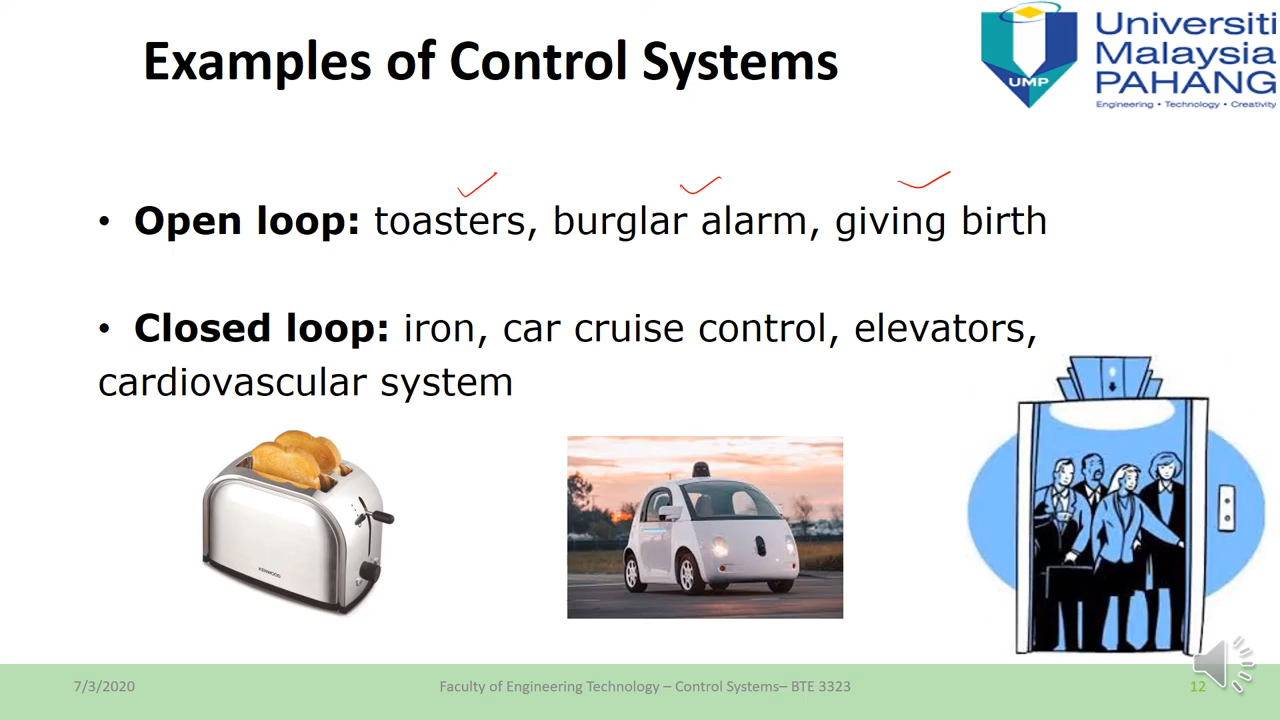 Examples of Control Systems
Universiti
Malaysia
PAHANG
Engineering • Technology • Creativity
UMP
• Open loop: toasters, burglar alarm, giving birth
• Closed loop: iron, car cruise control, elevators,
cardiovascular system
KENWOOD
7/3/2020
Faculty of Engineering Technology – Control Systems– BTE 3323
12